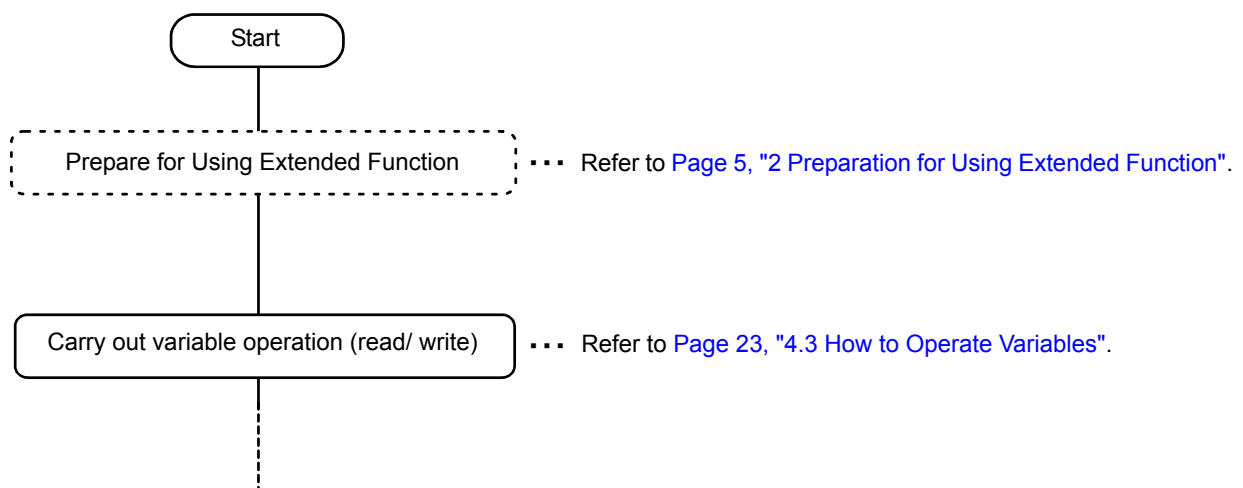 Start
Prepare for Using Extended Function ▪▪▪ Refer to Page 5, "2 Preparation for Using Extended Function".
Carry out variable operation (read/ write) ▪▪▪ Refer to Page 23, "4.3 How to Operate Variables".